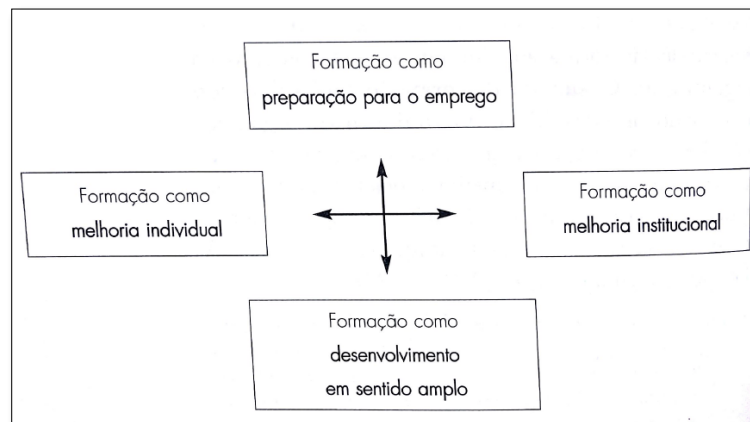 Formação como
preparação para o emprego
Formação como
melhoria individual
Formação como
melhoria institucional
Formação como
desenvolvimento
em sentido amplo